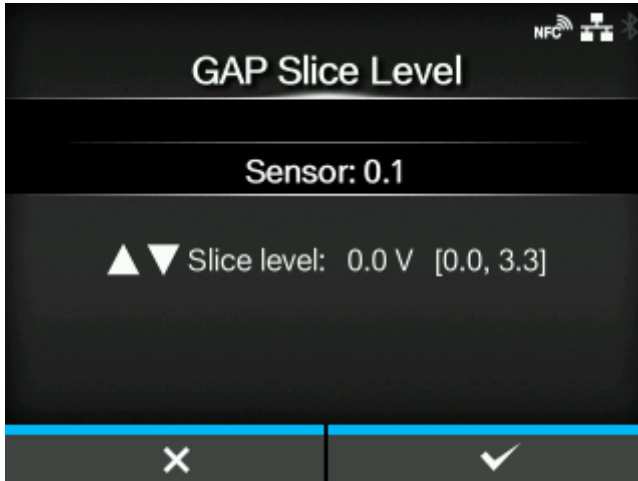 NFC
GAP Slice Level
Sensor: 0.1
▲ ▼ Slice level: 0.0 V [0.0, 3.3]